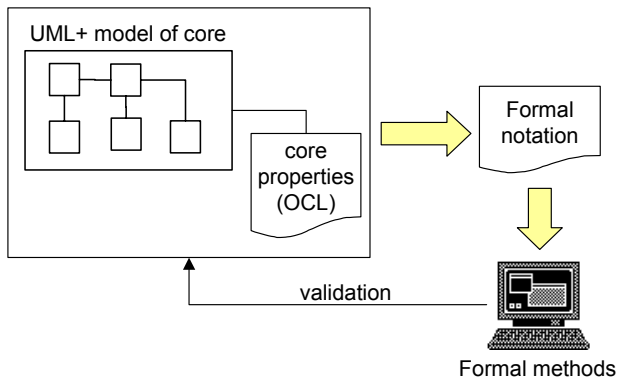 UML+ model of core
core
properties
(OCL)
Formal
notation
validation
Formal methods